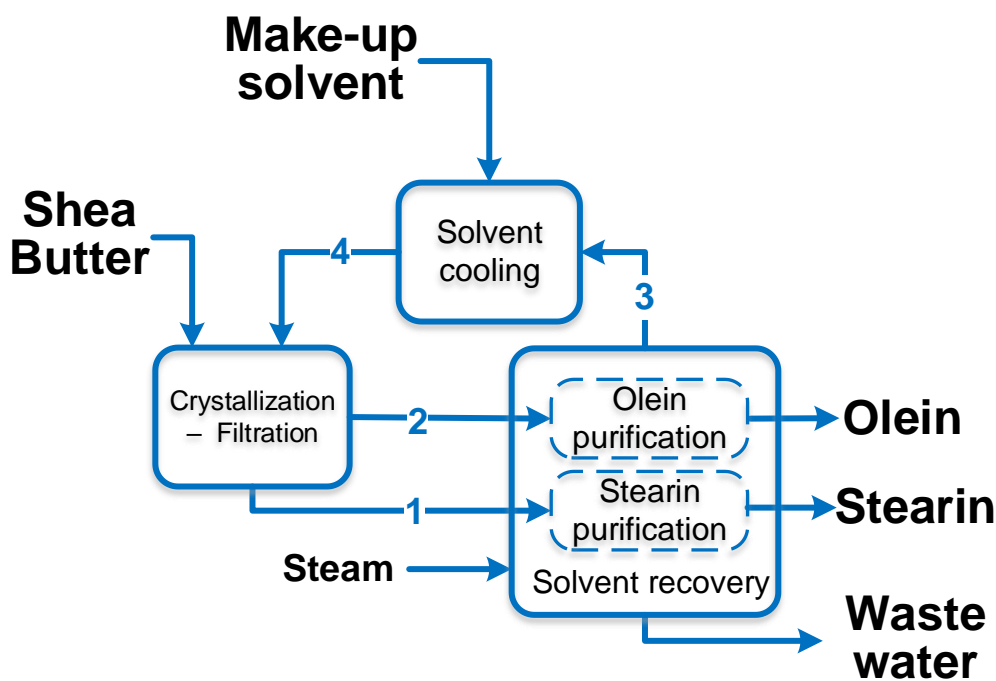 Make-up
solvent
Shea
Butter
Solvent
cooling
4
3
Crystallization
– Filtration
2
Olein
purification
Olein
1
Stearin
purification
Stearin
Steam
Solvent recovery
Waste
water